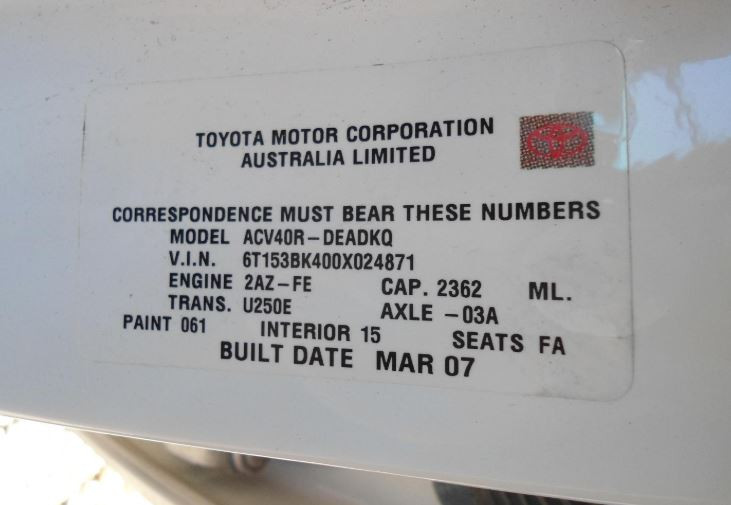 TOYOTA MOTOR CORPORATION
AUSTRALIA LIMITED
CORRESPONDENCE MUST BEAR THESE NUMBERS
MODEL ACV40R-DEADKQ
V.I.N. 6T153BK400X024871
ENGINE 2AZ-FE CAP. 2362 ML.
TRANS. U250E AXLE -03A
PAINT 061 INTERIOR 15 SEATS FA
BUILT DATE MAR 07